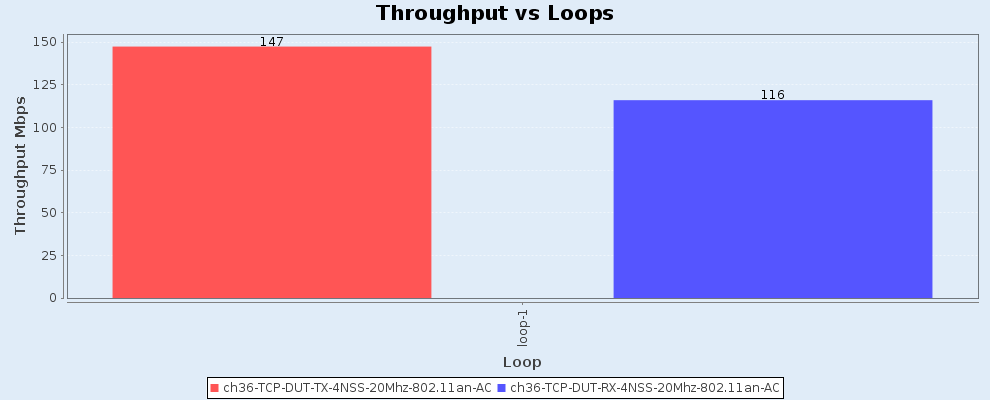 Throughput vs Loops
147
116
150
125
100
75
50
25
0
Throughput Mbps
loop-1
Loop
ch36-TCP-DUT-TX-4NSS-20Mhz-802.11an-AC ch36-TCP-DUT-RX-4NSS-20Mhz-802.11an-AC